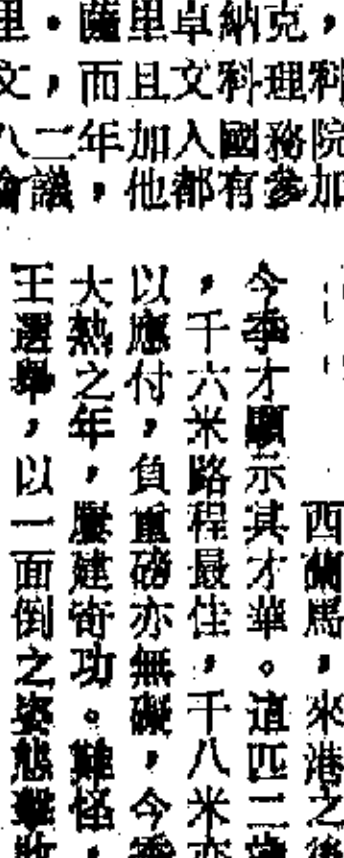 里·薩里卓納克，
文，而且文科理科
八二年加入國務院
會議，他都有參加
西蘭馬，來港之後
今季才顯示其才華。這匹二歲
，千六米路程最佳，千八米亦
以應付，負重磅亦無礙，今季
大熱之年，屢建奇功。難怪
王選舉，以一面倒之姿態擊敗